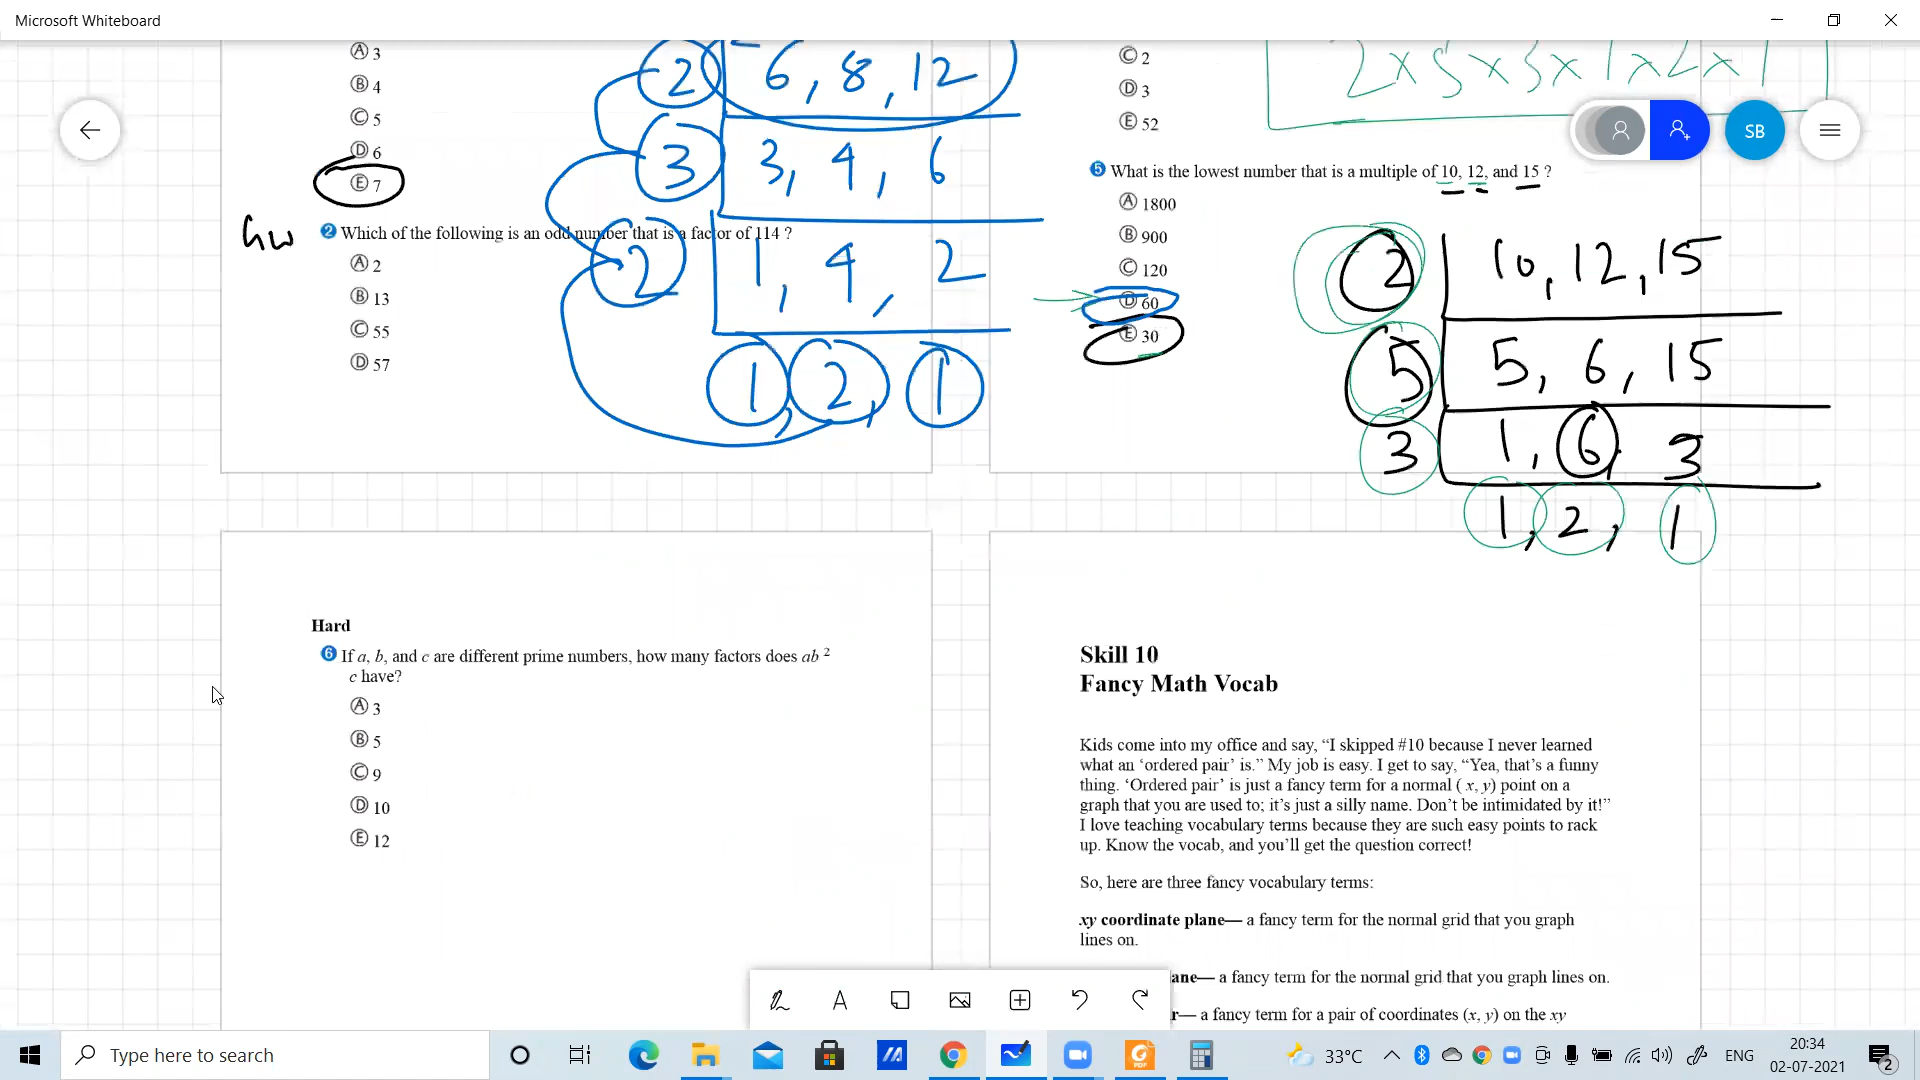 Microsoft Whiteboard
A 3
B 4
C 5
D 6
E 7
hw
2 Which of the following is an odd number that is a factor of 114 ?
A 2
B 13
C 55
D 57
2 6, 8, 12
3 3, 4, 6
2 1, 4, 2
1, 2, 1
C 2
D 3
E 52
2 x 5 x 3 x 1 x 2 x 1
SB
5 What is the lowest number that is a multiple of 10, 12, and 15 ?
A 1800
B 900
C 120
D 60
E 30
2 10, 12, 15
5 5, 6, 15
3 1, 6, 3
1, 2, 1
Hard
6 If a, b, and c are different prime numbers, how many factors does ab 2
c have?
A 3
B 5
C 9
D 10
E 12
Skill 10
Fancy Math Vocab
Kids come into my office and say, “I skipped #10 because I never learned
what an ‘ordered pair’ is.” My job is easy. I get to say, “Yea, that’s a funny
thing. ‘Ordered pair’ is just a fancy term for a normal ( x, y) point on a
graph that you are used to; it’s just a silly name. Don’t be intimidated by it!”
I love teaching vocabulary terms because they are such easy points to rack
up. Know the vocab, and you’ll get the question correct!
So, here are three fancy vocabulary terms:
xy coordinate plane— a fancy term for the normal grid that you graph
lines on.
ane— a fancy term for the normal grid that you graph lines on.
r— a fancy term for a pair of coordinates (x, y) on the xy
Type here to search
33°C
ENG
20:34
02-07-2021
2